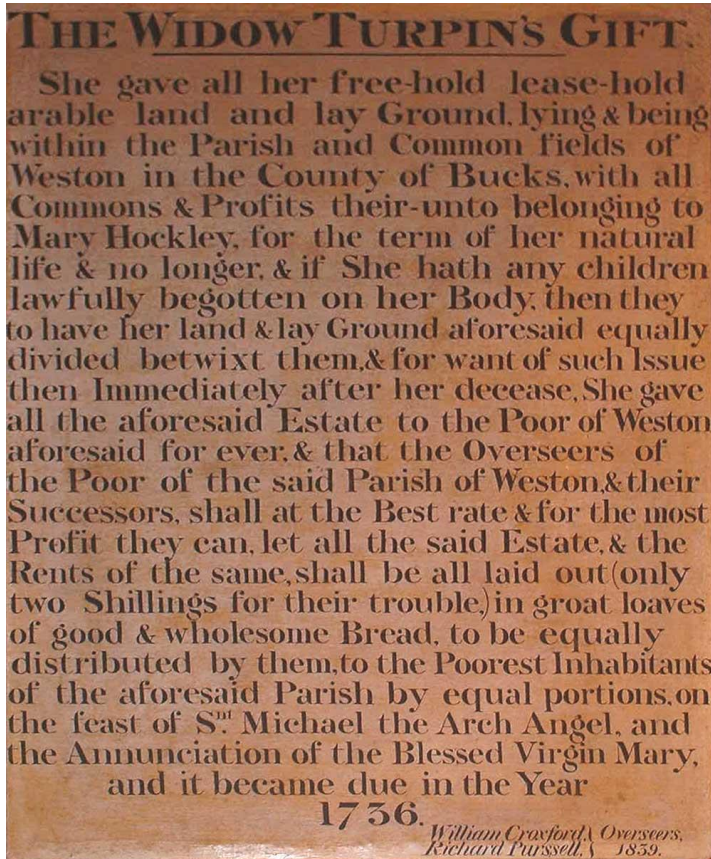 THE WIDOW TURPIN'S GIFT.
She gave all her free-hold lease-hold
arable land and lay Ground, lying & being
within the Parish and Common fields of
Weston in the County of Bucks, with all
Commons & Profits their-unto belonging to
Mary Hockley, for the term of her natural
life & no longer, & if She hath any children
lawfully begotten on her Body, then they
to have her land & lay Ground aforesaid equally
divided betwixt them, & for want of such Issue
then Immediately after her decease, She gave
all the aforesaid Estate to the Poor of Weston
aforesaid for ever, & that the Overseers of
the Poor of the said Parish of Weston, & their
Successors, shall at the Best rate & for the most
Profit they can, let all the said Estate, & the
Rents of the same, shall be all laid out (only
two Shillings for their trouble,) in groat loaves
of good & wholesome Bread, to be equally
distributed by them, to the Poorest Inhabitants
of the aforesaid Parish by equal portions, on
the feast of Snt. Michael the Arch Angel, and
the Annunciation of the Blessed Virgin Mary,
and it became due in the Year
1736.
William Croxford, } Overseers,
Richard Purssell, } 1839.